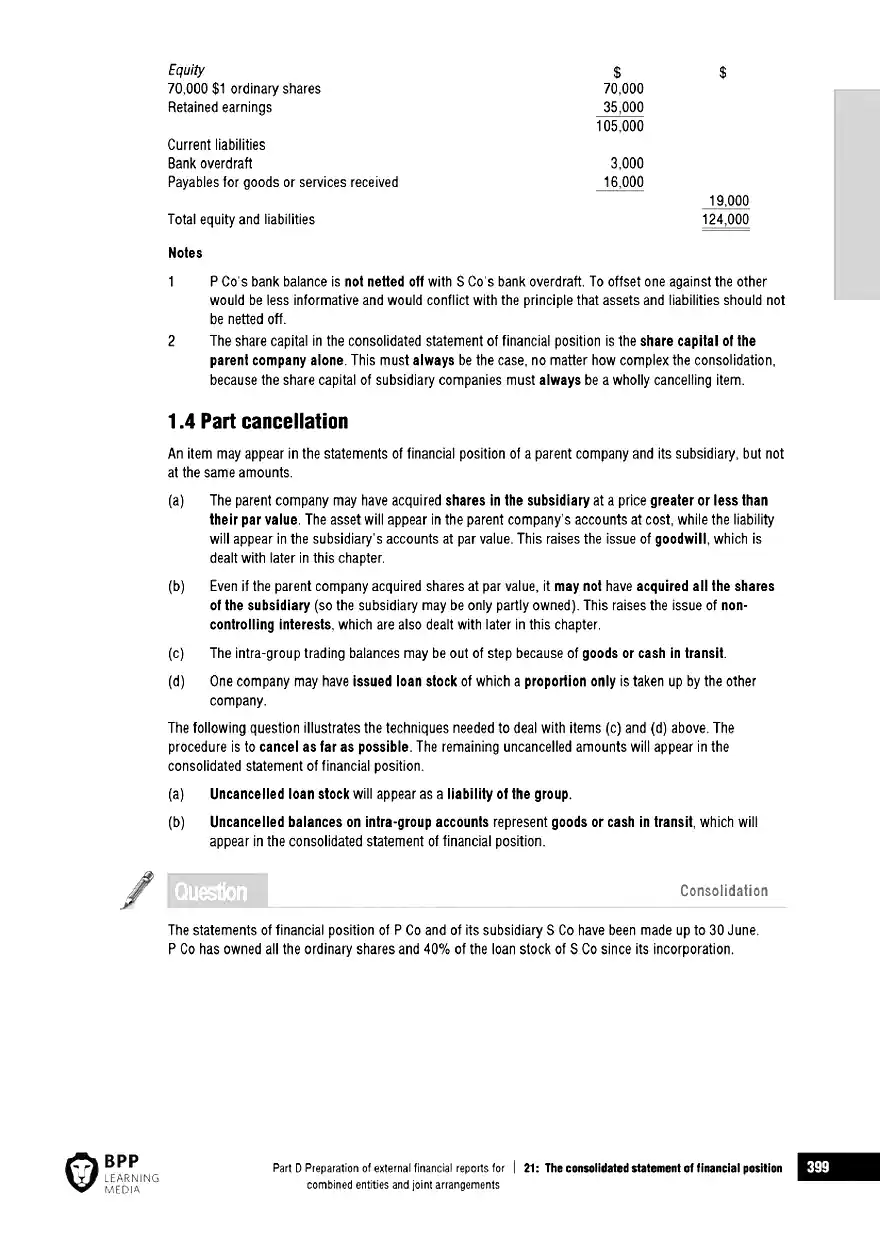 Equity $ $
70,000 $1 ordinary shares 70,000
Retained earnings 35,000
105,000
Current liabilities
Bank overdraft 3,000
Payables for goods or services received 16,000
19,000
Total equity and liabilities 124,000
Notes
1 P Co's bank balance is not netted off with S Co's bank overdraft. To offset one against the other
would be less informative and would conflict with the principle that assets and liabilities should not
be netted off.
2 The share capital in the consolidated statement of financial position is the share capital of the
parent company alone. This must always be the case, no matter how complex the consolidation,
because the share capital of subsidiary companies must always be a wholly cancelling item.
1.4 Part cancellation
An item may appear in the statements of financial position of a parent company and its subsidiary, but not
at the same amounts.
(a) The parent company may have acquired shares in the subsidiary at a price greater or less than
their par value. The asset will appear in the parent company's accounts at cost, while the liability
will appear in the subsidiary's accounts at par value. This raises the issue of goodwill, which is
dealt with later in this chapter.
(b) Even if the parent company acquired shares at par value, it may not have acquired all the shares
of the subsidiary (so the subsidiary may be only partly owned). This raises the issue of non-
controlling interests, which are also dealt with later in this chapter.
(c) The intra-group trading balances may be out of step because of goods or cash in transit.
(d) One company may have issued loan stock of which a proportion only is taken up by the other
company.
The following question illustrates the techniques needed to deal with items (c) and (d) above. The
procedure is to cancel as far as possible. The remaining uncancelled amounts will appear in the
consolidated statement of financial position.
(a) Uncancelled loan stock will appear as a liability of the group.
(b) Uncancelled balances on intra-group accounts represent goods or cash in transit, which will
appear in the consolidated statement of financial position.
Question Consolidation
The statements of financial position of P Co and of its subsidiary S Co have been made up to 30 June.
P Co has owned all the ordinary shares and 40% of the loan stock of S Co since its incorporation.
BPP
LEARNING
MEDIA
Part D Preparation of external financial reports for | 21: The consolidated statement of financial position 399
combined entities and joint arrangements